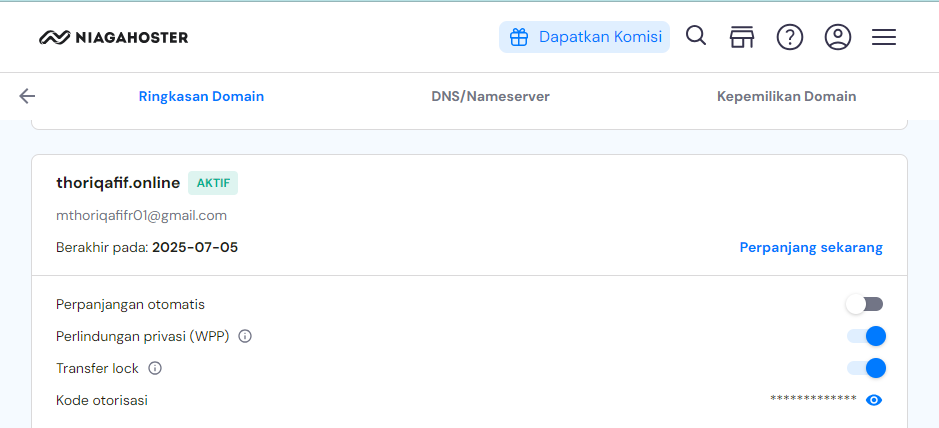 NIAGAHOSTER
Dapatkan Komisi
Ringkasan Domain
DNS/Nameserver
Kepemilikan Domain
thoriqafif.online AKTIF
mthoriqafifr01@gmail.com
Berakhir pada: 2025-07-05
Perpanjang sekarang
Perpanjangan otomatis
Perlindungan privasi (WPP)
Transfer lock
Kode otorisasi
*************